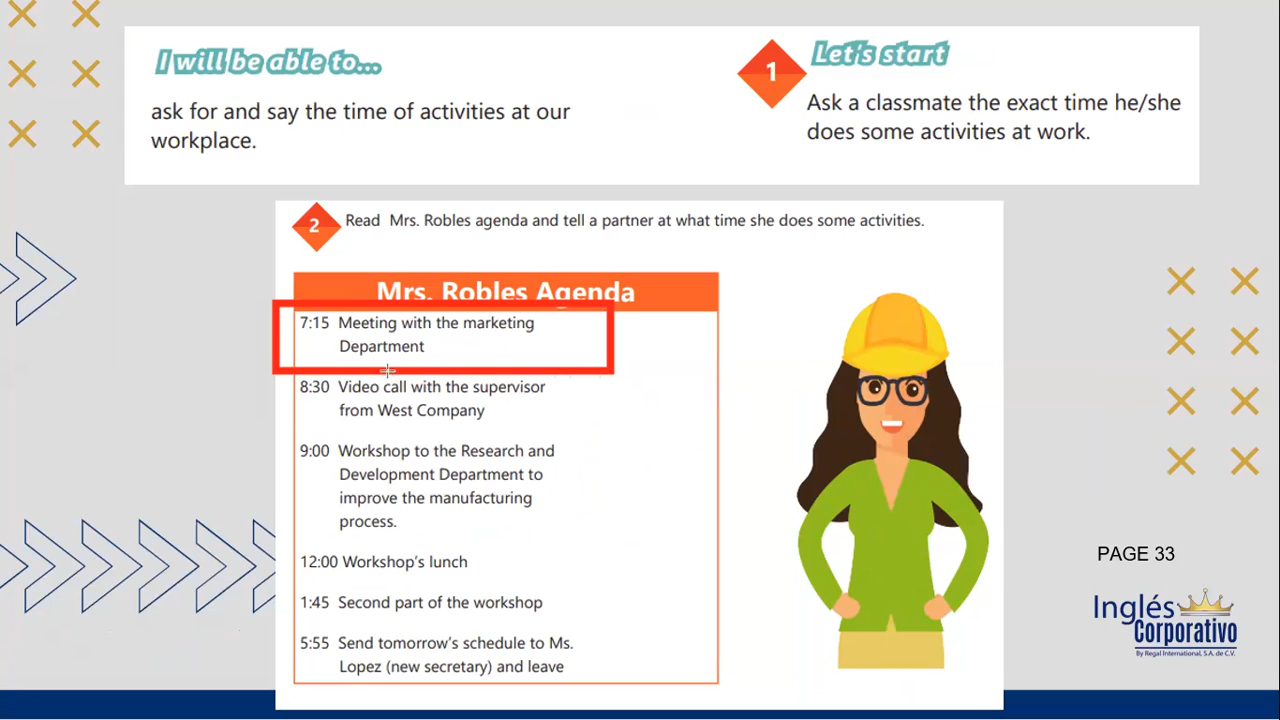 I will be able to...
ask for and say the time of activities at our
workplace.
1
Let's start
Ask a classmate the exact time he/she
does some activities at work.
2
Read Mrs. Robles agenda and tell a partner at what time she does some activities.
Mrs. Robles Agenda
7:15 Meeting with the marketing
Department
8:30 Video call with the supervisor
from West Company
9:00 Workshop to the Research and
Development Department to
improve the manufacturing
process.
12:00 Workshop's lunch
1:45 Second part of the workshop
5:55 Send tomorrow's schedule to Ms.
Lopez (new secretary) and leave
PAGE 33
Inglés
Corporativo
By Regal International, S.A. de C.V.